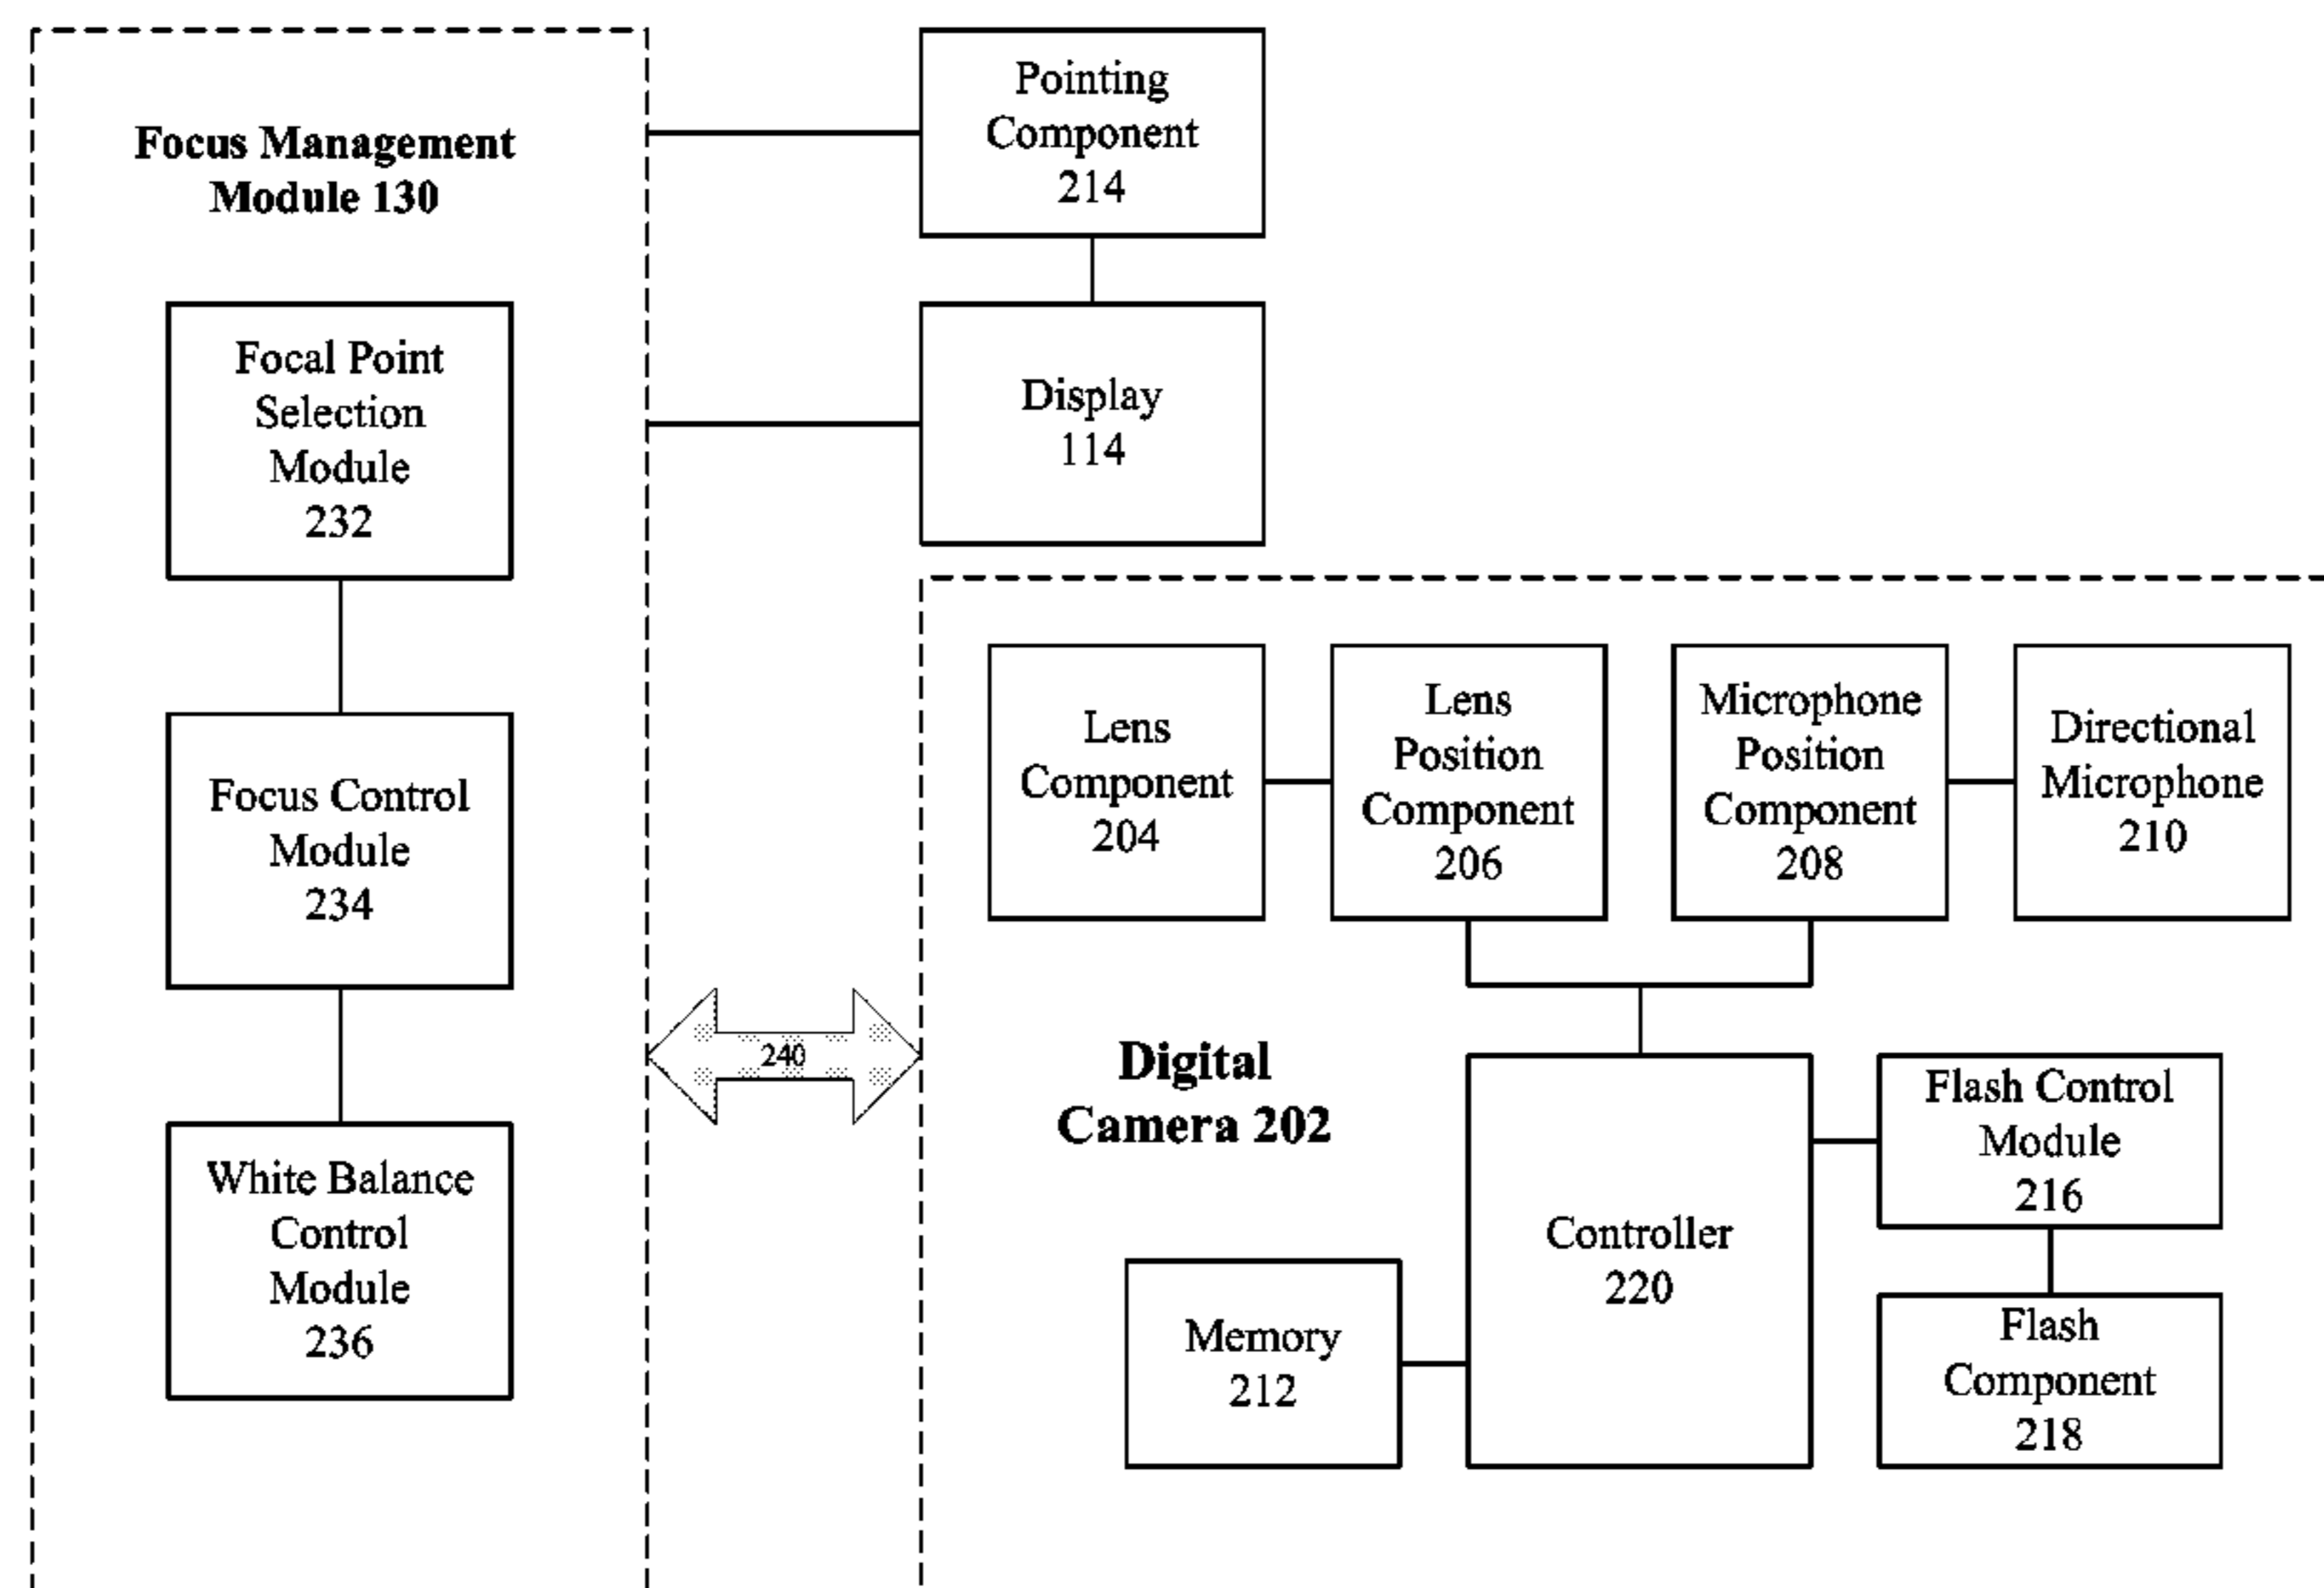 Focus Management
Module 130
Focal Point
Selection
Module
232
Focus Control
Module
234
White Balance
Control
Module
236
Pointing
Component
214
Display
114
240
Digital
Camera 202
Lens
Component
204
Lens
Position
Component
206
Microphone
Position
Component
208
Directional
Microphone
210
Controller
220
Memory
212
Flash Control
Module
216
Flash
Component
218